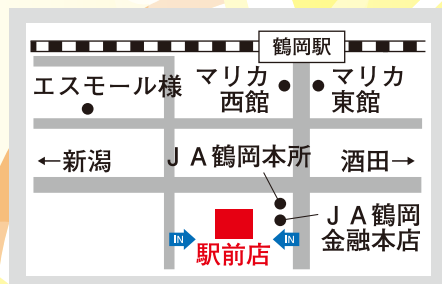 鶴岡駅
エスモール様
マリカ
西館
マリカ
東館
←新潟
ＪＡ鶴岡本所
酒田→
ＪＡ鶴岡
金融本店
IN
駅前店
IN